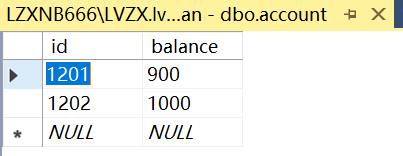 LZXNB666\LVZX.lv...an - dbo.account
id balance
1201 900
1202 1000
* NULL NULL